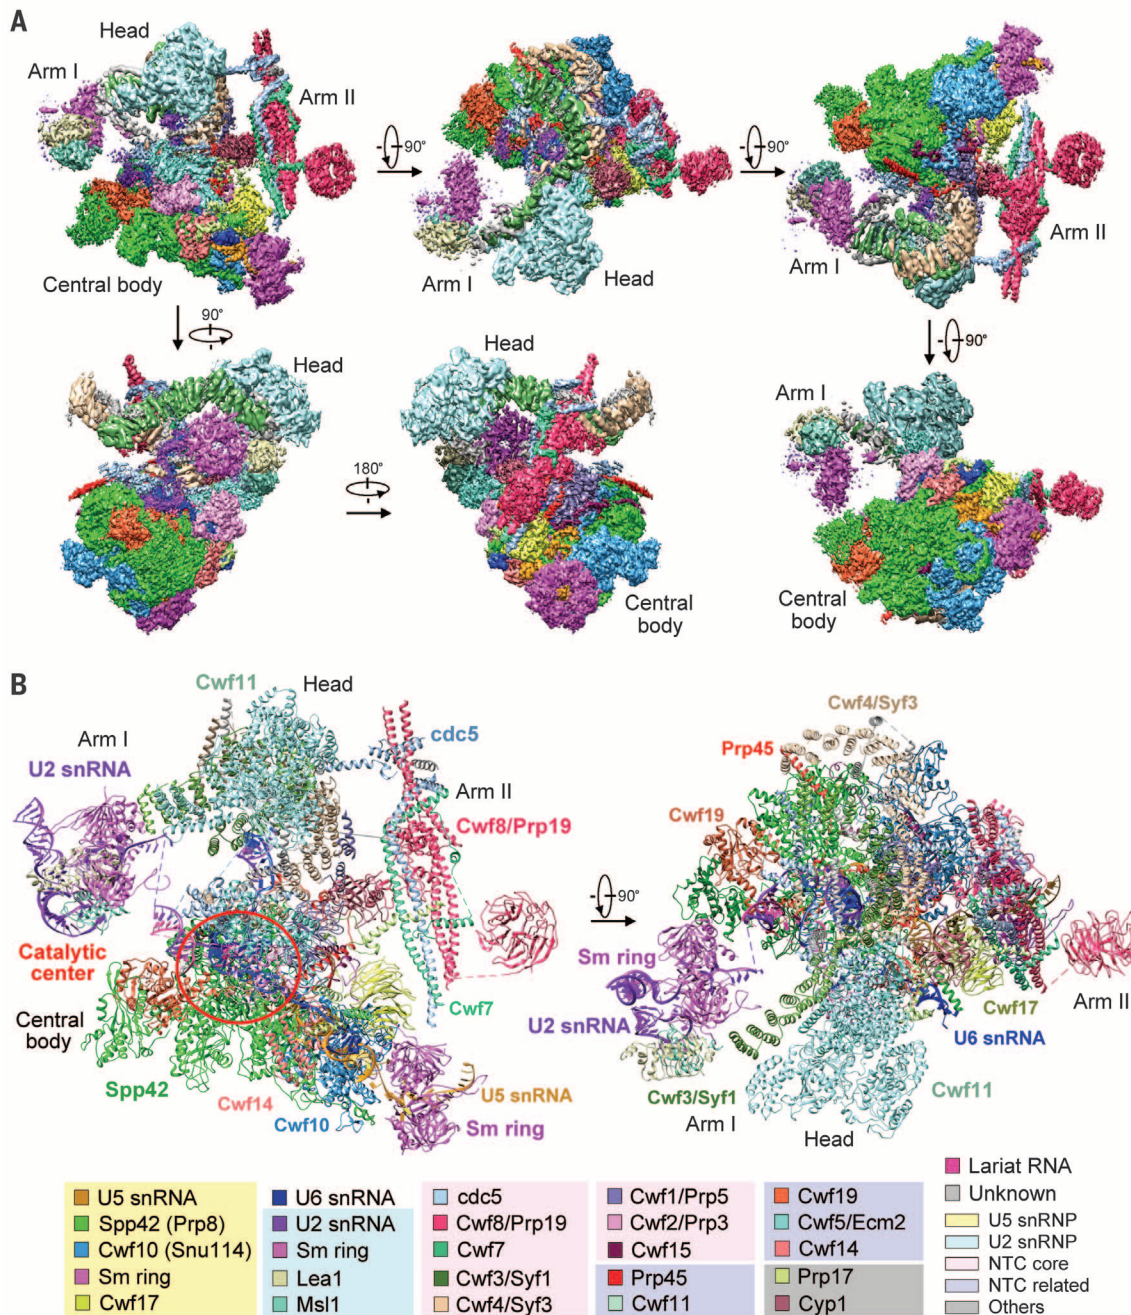 A
Head
Arm I
Arm II
Central body
90°
Arm I
Head
90°
Arm I
Arm II
90°
90°
Head
180°
Head
Central
body
Arm I
Central
body
B
Cwf11
Head
Arm I
U2 snRNA
cdc5
Arm II
Cwf8/Prp19
Catalytic
center
Central
body
Spp42
Cwf14
Cwf10
Cwf7
U5 snRNA
Sm ring
90°
Cwf4/Syf3
Prp45
Cwf19
Sm ring
U2 snRNA
Cwf3/Syf1
Arm I
Head
Cwf17
Arm II
U6 snRNA
Cwf11
U5 snRNA
Spp42 (Prp8)
Cwf10 (Snu114)
Sm ring
Cwf17
U6 snRNA
U2 snRNA
Sm ring
Lea1
Msl1
cdc5
Cwf8/Prp19
Cwf7
Cwf3/Syf1
Cwf4/Syf3
Cwf1/Prp5
Cwf2/Prp3
Cwf15
Prp45
Cwf11
Cwf19
Cwf5/Ecm2
Cwf14
Prp17
Cyp1
Lariat RNA
Unknown
U5 snRNP
U2 snRNP
NTC core
NTC related
Others